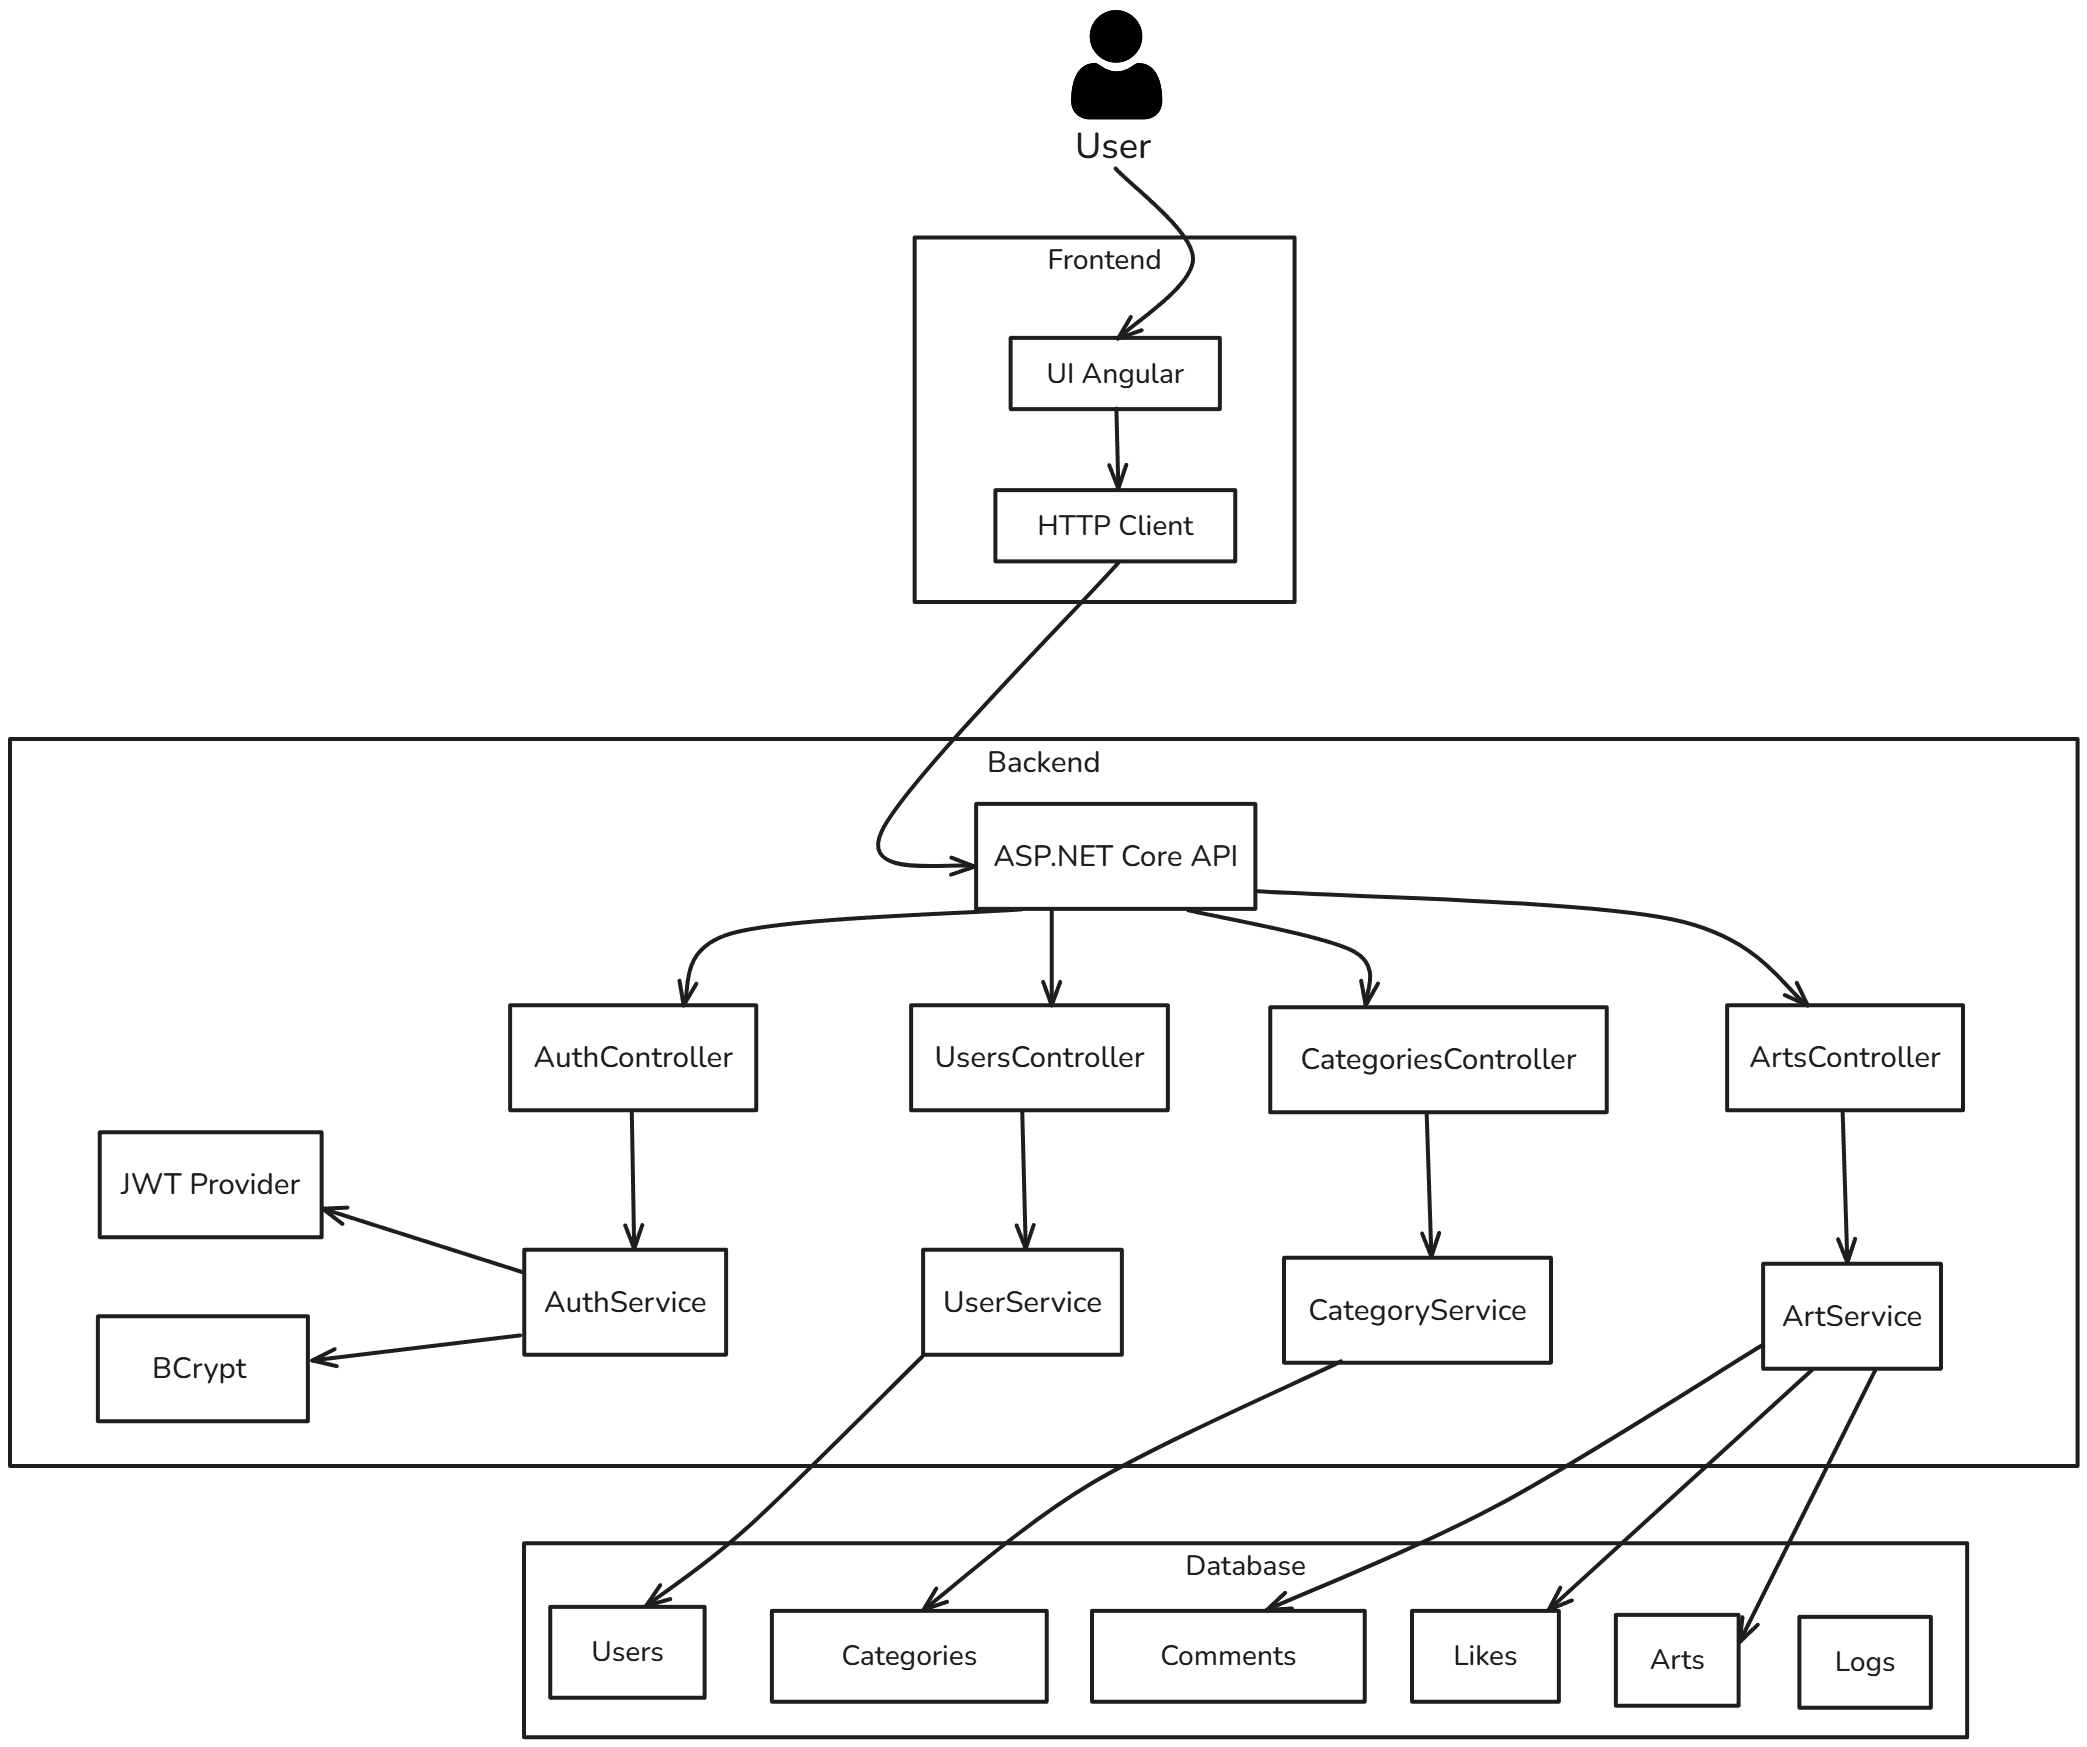 User
Frontend
UI Angular
HTTP Client
Backend
ASP.NET Core API
AuthController
UsersController
CategoriesController
ArtsController
JWT Provider
AuthService
UserService
CategoryService
ArtService
BCrypt
Database
Users
Categories
Comments
Likes
Arts
Logs